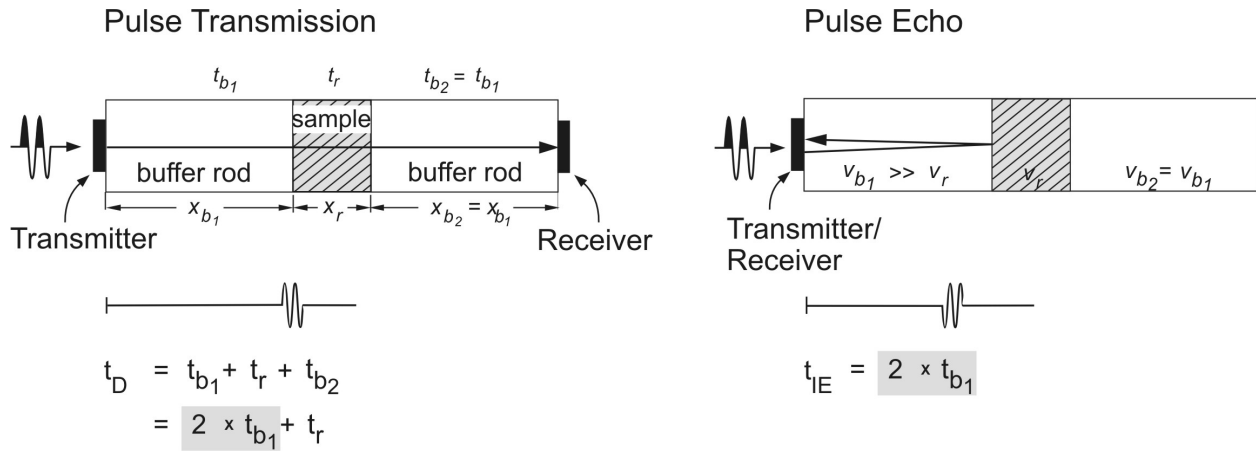 Pulse Transmission
t_b1 t_r t_b2 = t_b1
sample
buffer rod buffer rod
x_b1 x_r x_b2 = x_b1
Transmitter Receiver
t_D = t_b1 + t_r + t_b2
= 2 x t_b1 + t_r
Pulse Echo
v_b1 >> v_r v_r v_b2 = v_b1
Transmitter/
Receiver
t_IE = 2 x t_b1